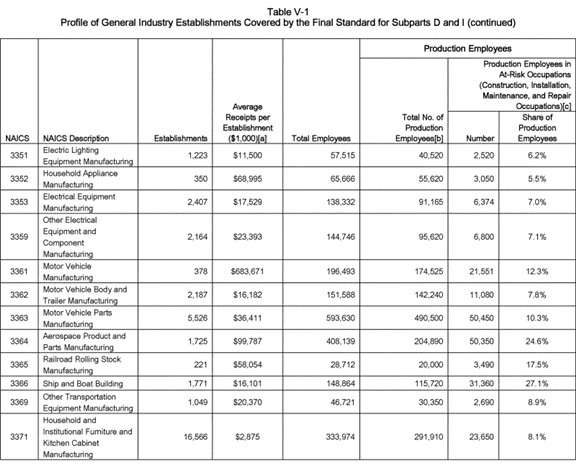 Table V-1
Profile of General Industry Establishments Covered by the Final Standard for Subparts D and I (continued)
Production Employees
Production Employees in
At-Risk Occupations
(Construction, Installation,
Maintenance, and Repair
Occupations)[c]
NAICS NAICS Description Establishments Average Receipts per Establishment ($1,000)[a] Total Employees Total No. of Production Employees[b] Number Share of Production Employees
3351 Electric Lighting Equipment Manufacturing 1,223 $11,500 57,515 40,520 2,520 6.2%
3352 Household Appliance Manufacturing 350 $68,995 65,666 55,620 3,050 5.5%
3353 Electrical Equipment Manufacturing 2,407 $17,529 138,332 91,165 6,374 7.0%
3359 Other Electrical Equipment and Component Manufacturing 2,164 $23,393 144,746 95,620 6,800 7.1%
3361 Motor Vehicle Manufacturing 378 $683,671 196,493 174,525 21,551 12.3%
3362 Motor Vehicle Body and Trailer Manufacturing 2,187 $16,182 151,588 142,240 11,080 7.8%
3363 Motor Vehicle Parts Manufacturing 5,526 $36,411 593,630 490,500 50,450 10.3%
3364 Aerospace Product and Parts Manufacturing 1,725 $99,787 408,139 204,890 50,350 24.6%
3365 Railroad Rolling Stock Manufacturing 221 $58,054 28,712 20,000 3,490 17.5%
3366 Ship and Boat Building 1,771 $16,101 148,864 115,720 31,360 27.1%
3369 Other Transportation Equipment Manufacturing 1,049 $20,370 46,721 30,350 2,690 8.9%
3371 Household and Institutional Furniture and Kitchen Cabinet Manufacturing 16,566 $2,875 333,974 291,910 23,650 8.1%